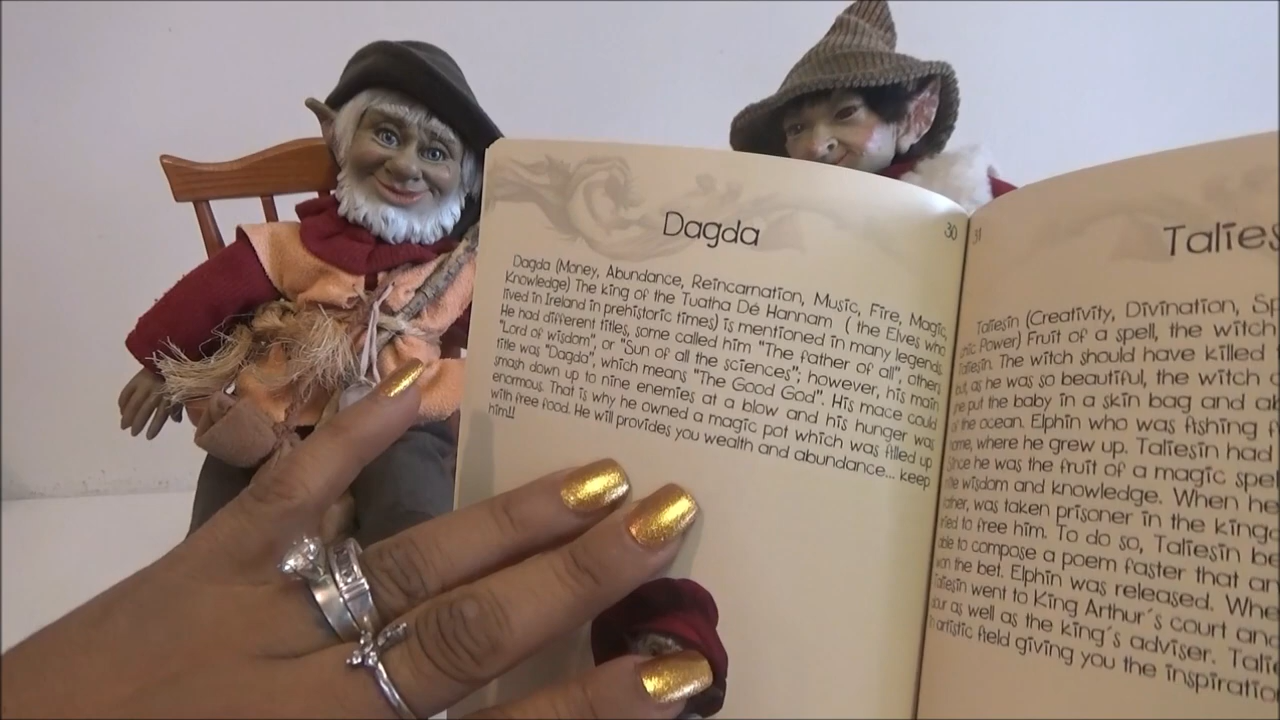 Dagda
30
Dagda (Money, Abundance, Reincarnation, Music, Fire, Magic,
Knowledge) The king of the Tuatha Dé Hannam ( the Elves who
lived in Ireland in prehistoric times) is mentioned in many legends.
He had different titles, some called him "The father of all", others
"Lord of wisdom", or "Sun of all the sciences"; however, his main
title was "Dagda", which means "The Good God". His mace could
smash down up to nine enemies at a blow and his hunger was
enormous. That is why he owned a magic pot which was filled up
with free food. He will provides you wealth and abundance... keep
him!!
31
Talies
Taliesin (Creativity, Divination, Sp
Power) Fruit of a spell, the witch
Taliesin. The witch should have killed
but, as he was so beautiful, the witch
put the baby in a skin bag and
the ocean. Elphin who was fishing
where he grew up. Taliesin had
Since he was the fruit of a magic spel
wisdom and knowledge. When he
was taken prisoner in the
to free him. To do so, Taliesin be
to compose a poem faster that an
won the bet. Elphin was released. Whe
Taliesin went to King Arthur´s court and
as well as the king´s adviser. Talie
artistic field giving you the inspiratio